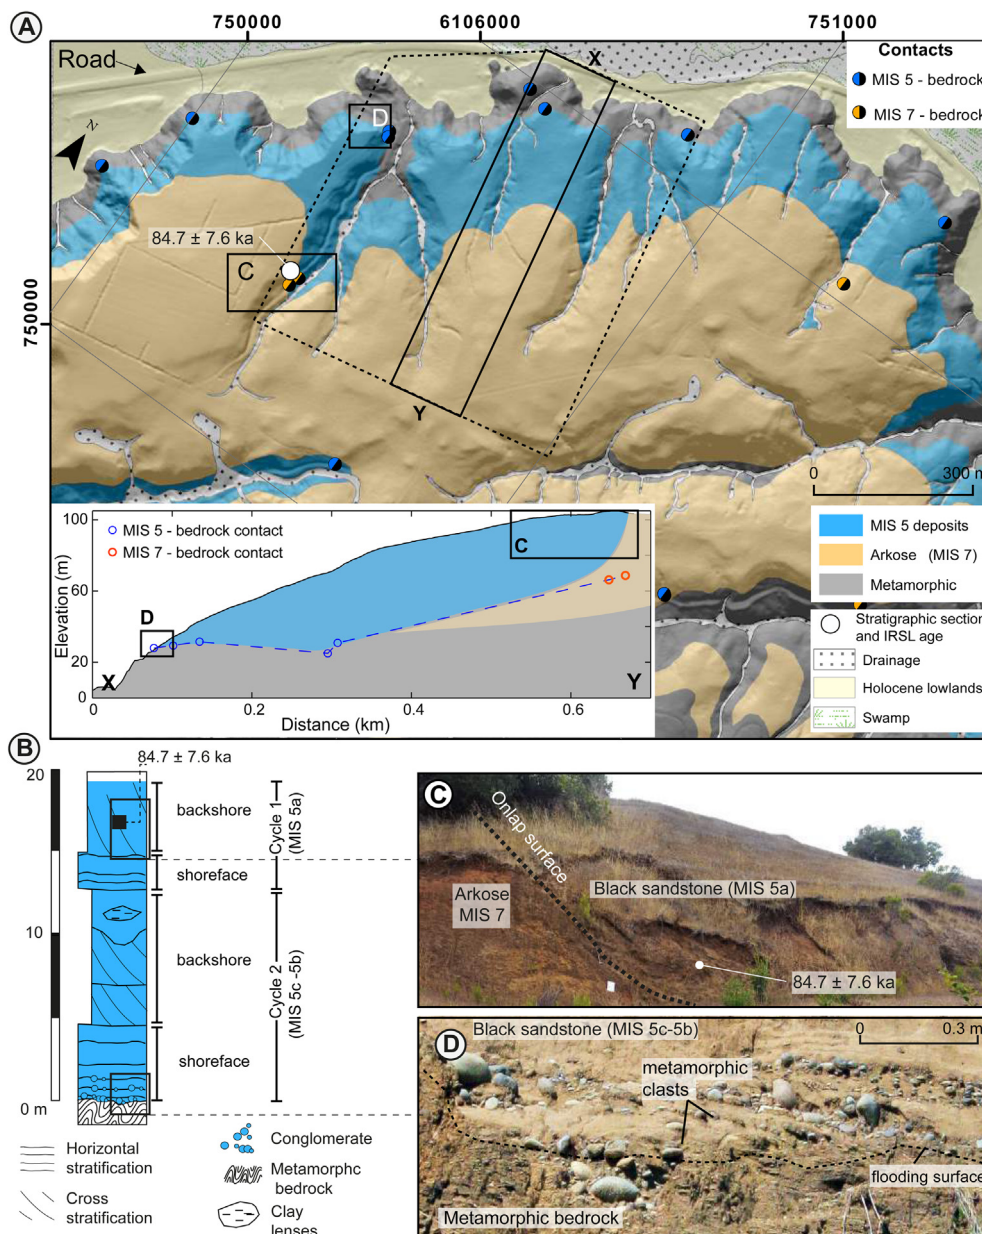 A
750000
6106000
751000
Road
X
Contacts
MIS 5 - bedrock
MIS 7 - bedrock
N
D
84.7 ± 7.6 ka
C
750000
Y
0
300 m
MIS 5 - bedrock contact
MIS 7 - bedrock contact
100
60
20
0
Elevation (m)
C
D
X
Y
0
0.2
0.4
0.6
Distance (km)
MIS 5 deposits
Arkose (MIS 7)
Metamorphic
Stratigraphic section
and IRSL age
Drainage
Holocene lowlands
Swamp
B
84.7 ± 7.6 ka
20
10
0 m
backshore
shoreface
backshore
shoreface
Cycle 1
(MIS 5a)
Cycle 2
(MIS 5c -5b)
Horizontal
stratification
Cross
stratification
Conglomerate
Metamorphc
bedrock
Clay
lenses
C
Onlap surface
Arkose
MIS 7
Black sandstone (MIS 5a)
84.7 ± 7.6 ka
D
Black sandstone (MIS 5c-5b)
0
0.3 m
metamorphic
clasts
flooding surface
Metamorphic bedrock